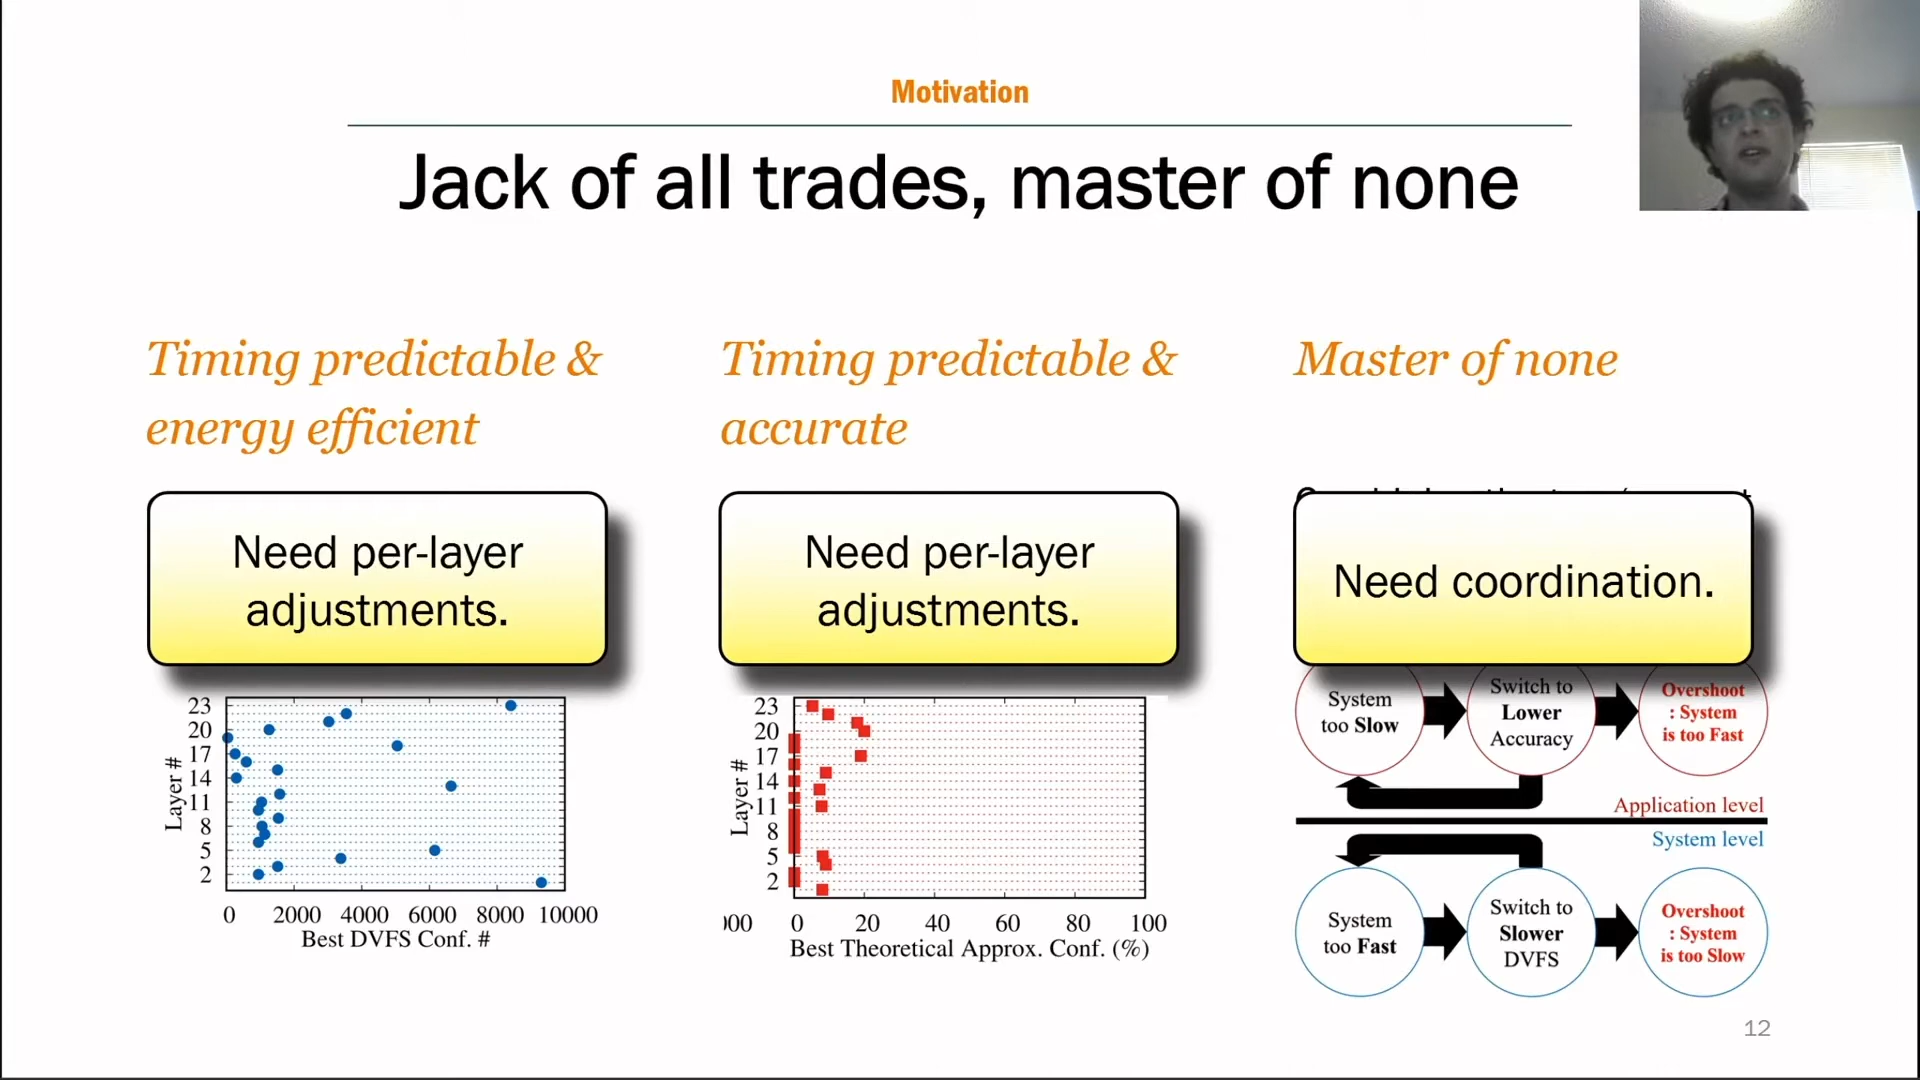 Motivation
Jack of all trades, master of none
Timing predictable &
energy efficient
Need per-layer
adjustments.
23
20
17
14
11
8
5
2
Layer #
0 2000 4000 6000 8000 10000
Best DVFS Conf. #
Timing predictable &
accurate
Need per-layer
adjustments.
23
20
17
14
11
8
5
2
Layer #
0 20 40 60 80 100
Best Theoretical Approx. Conf. (%)
Master of none
Need coordination.
System
too Slow
Switch to
Lower
Accuracy
Overshoot
: System
is too Fast
Application level
System level
System
too Fast
Switch to
Slower
DVFS
Overshoot
: System
is too Slow
12